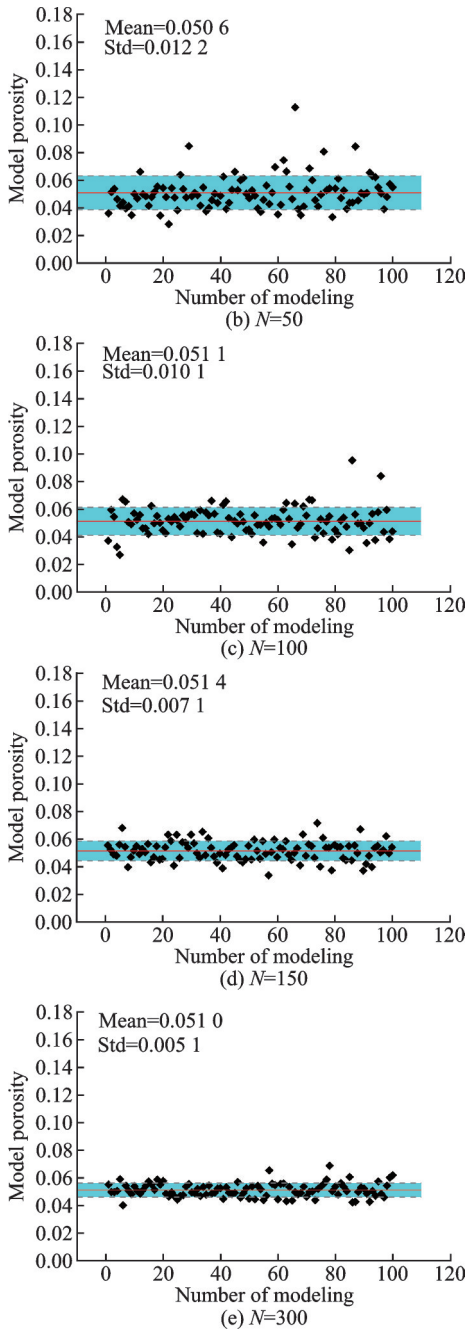 Mean=0.050 6
Std=0.012 2
Model porosity
0.18
0.16
0.14
0.12
0.10
0.08
0.06
0.04
0.02
0.00
0 20 40 60 80 100 120
Number of modeling
(b) N=50
Mean=0.051 1
Std=0.010 1
Model porosity
0.18
0.16
0.14
0.12
0.10
0.08
0.06
0.04
0.02
0.00
0 20 40 60 80 100 120
Number of modeling
(c) N=100
Mean=0.051 4
Std=0.007 1
Model porosity
0.18
0.16
0.14
0.12
0.10
0.08
0.06
0.04
0.02
0.00
0 20 40 60 80 100 120
Number of modeling
(d) N=150
Mean=0.051 0
Std=0.005 1
Model porosity
0.18
0.16
0.14
0.12
0.10
0.08
0.06
0.04
0.02
0.00
0 20 40 60 80 100 120
Number of modeling
(e) N=300